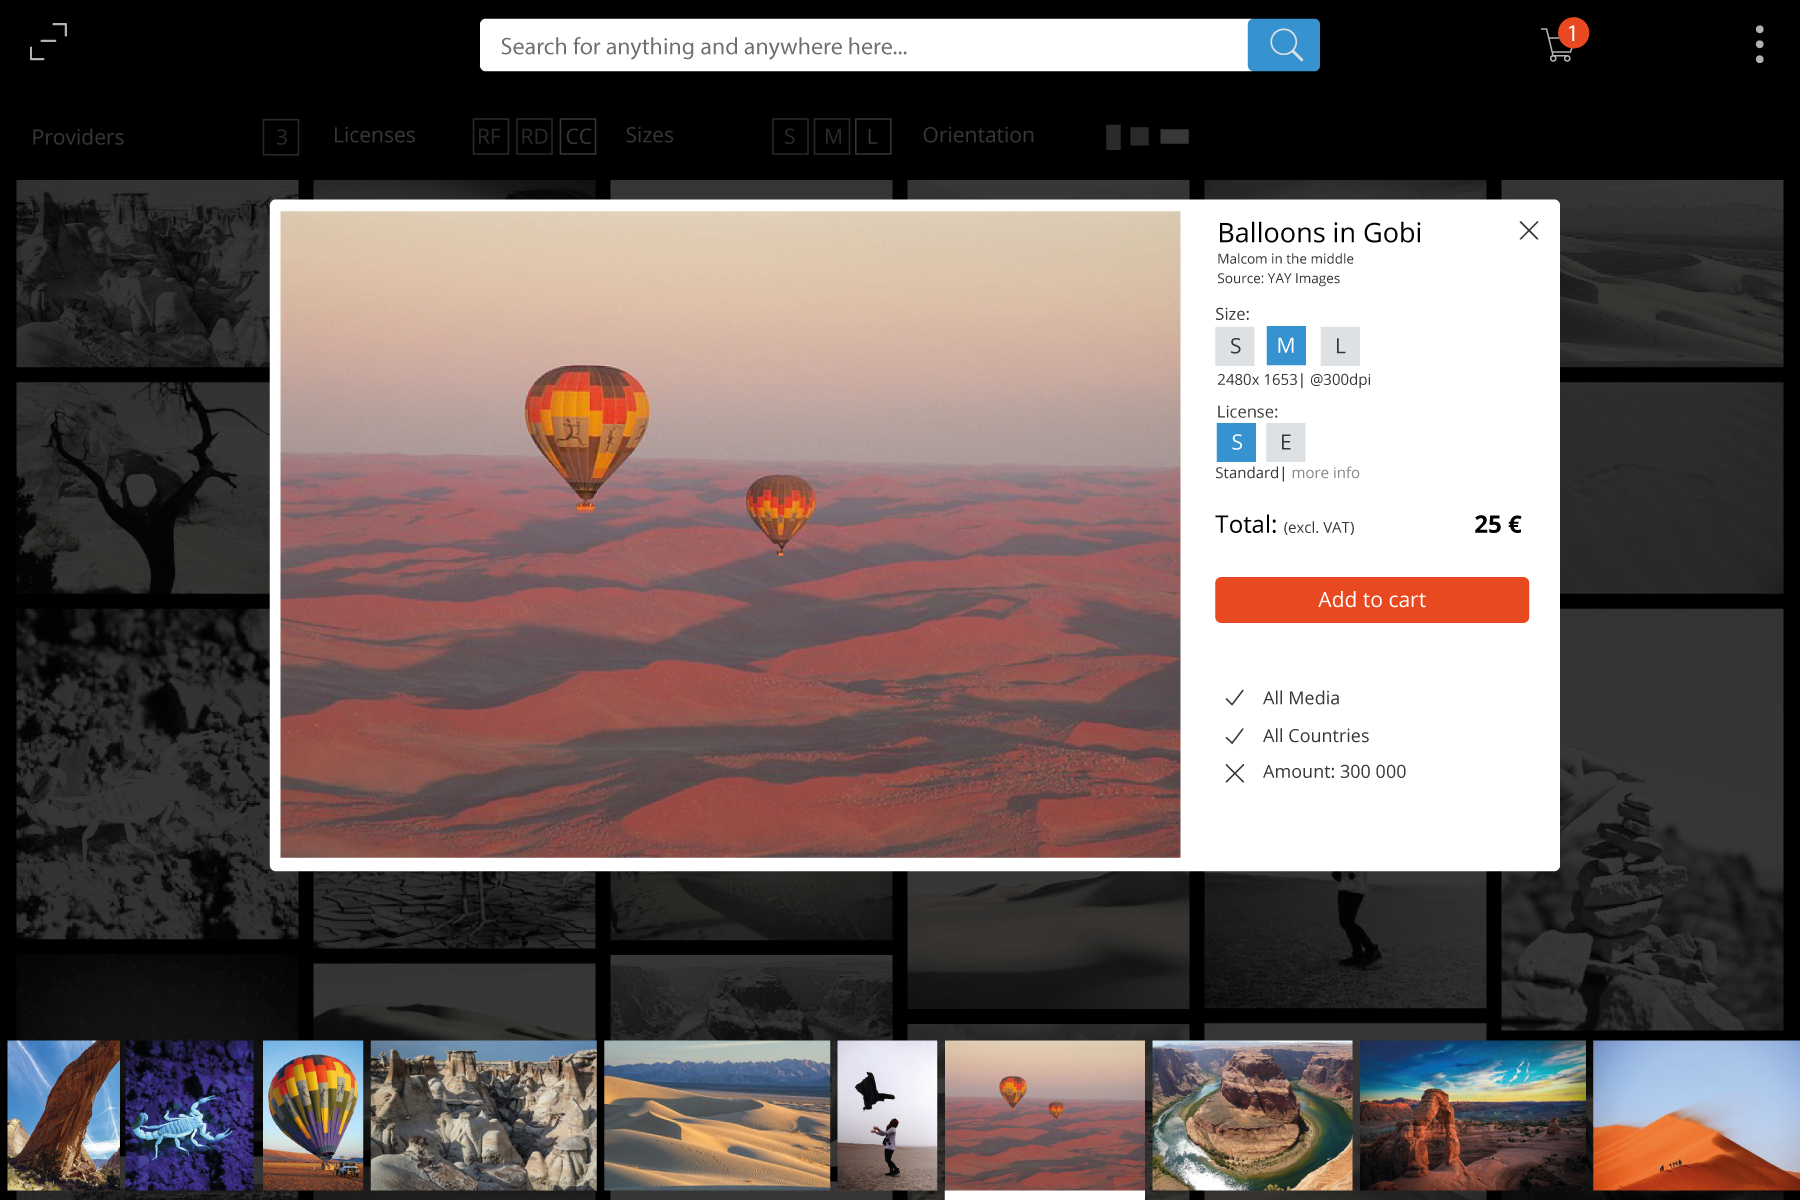 Search for anything and anywhere here...
1
Providers 3 Licenses RF RD CC Sizes S M L Orientation
Balloons in Gobi
Malcom in the middle
Source: YAY Images
Size:
S M L
2480x 1653| @300dpi
License:
S E
Standard| more info
Total: (excl. VAT) 25 €
Add to cart
All Media
All Countries
Amount: 300 000